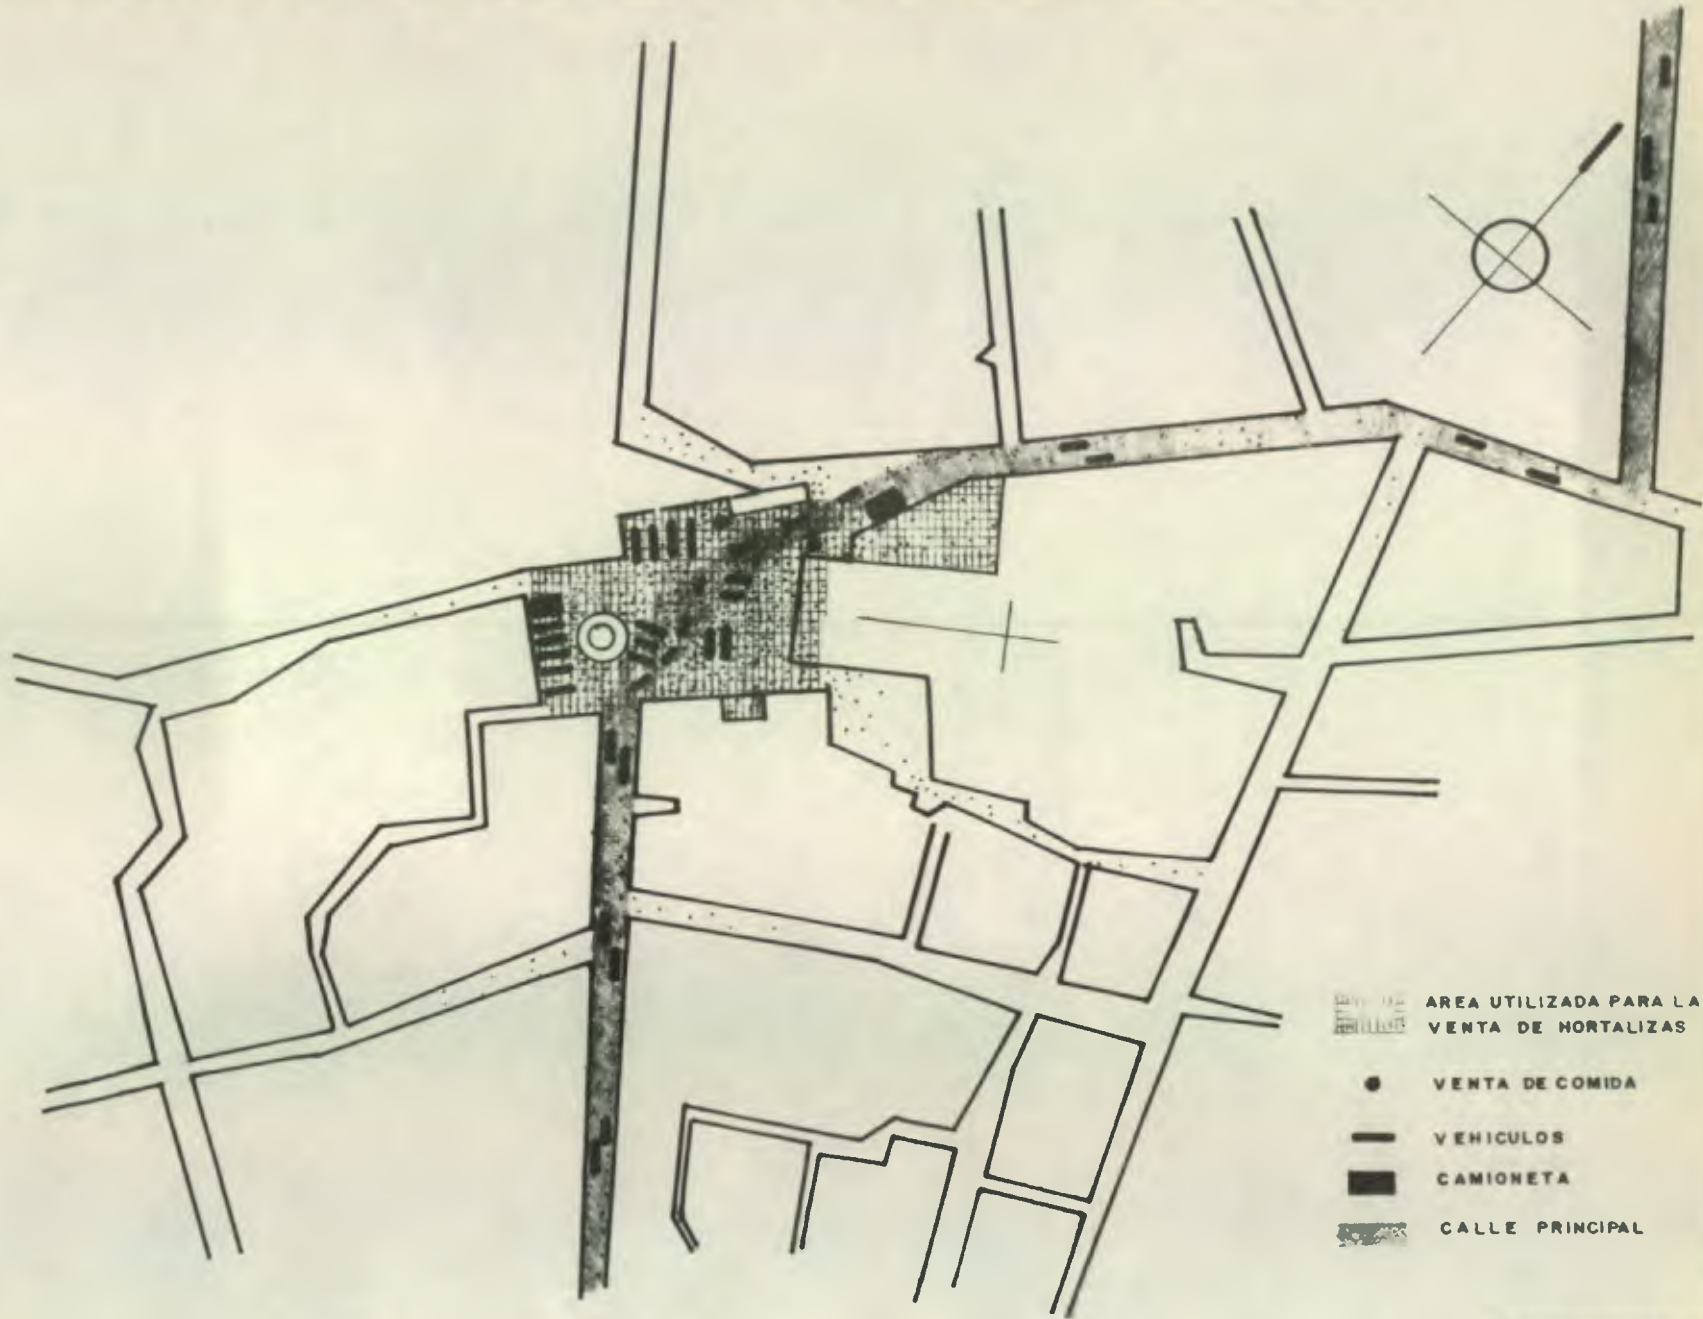 AREA UTILIZADA PARA LA
VENTA DE HORTALIZAS
VENTA DE COMIDA
VEHICULOS
CAMIONETA
CALLE PRINCIPAL